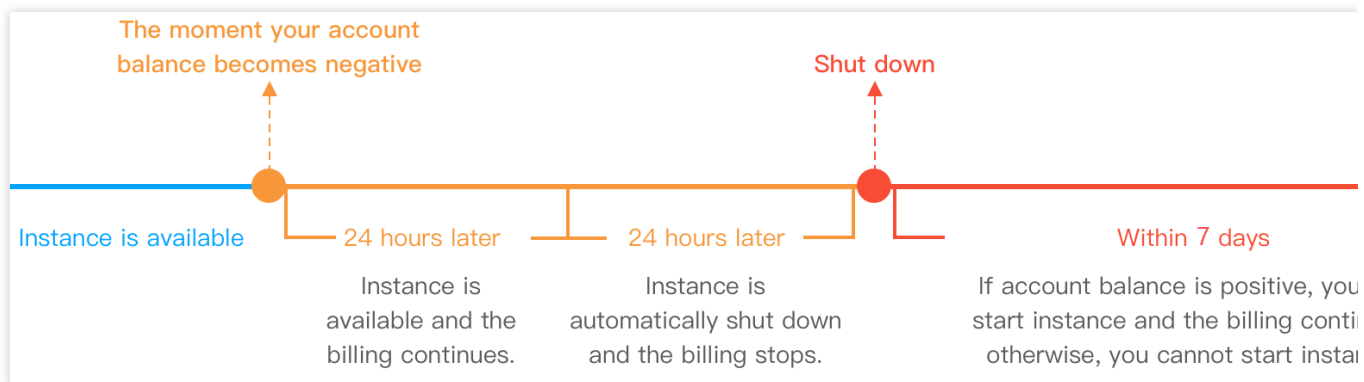 The moment your account
balance becomes negative
Shut down
Instance is available
24 hours later
24 hours later
Within 7 days
Instance is
available and the
billing continues.
Instance is
automatically shut down
and the billing stops.
If account balance is positive, you
start instance and the billing
otherwise, you cannot start